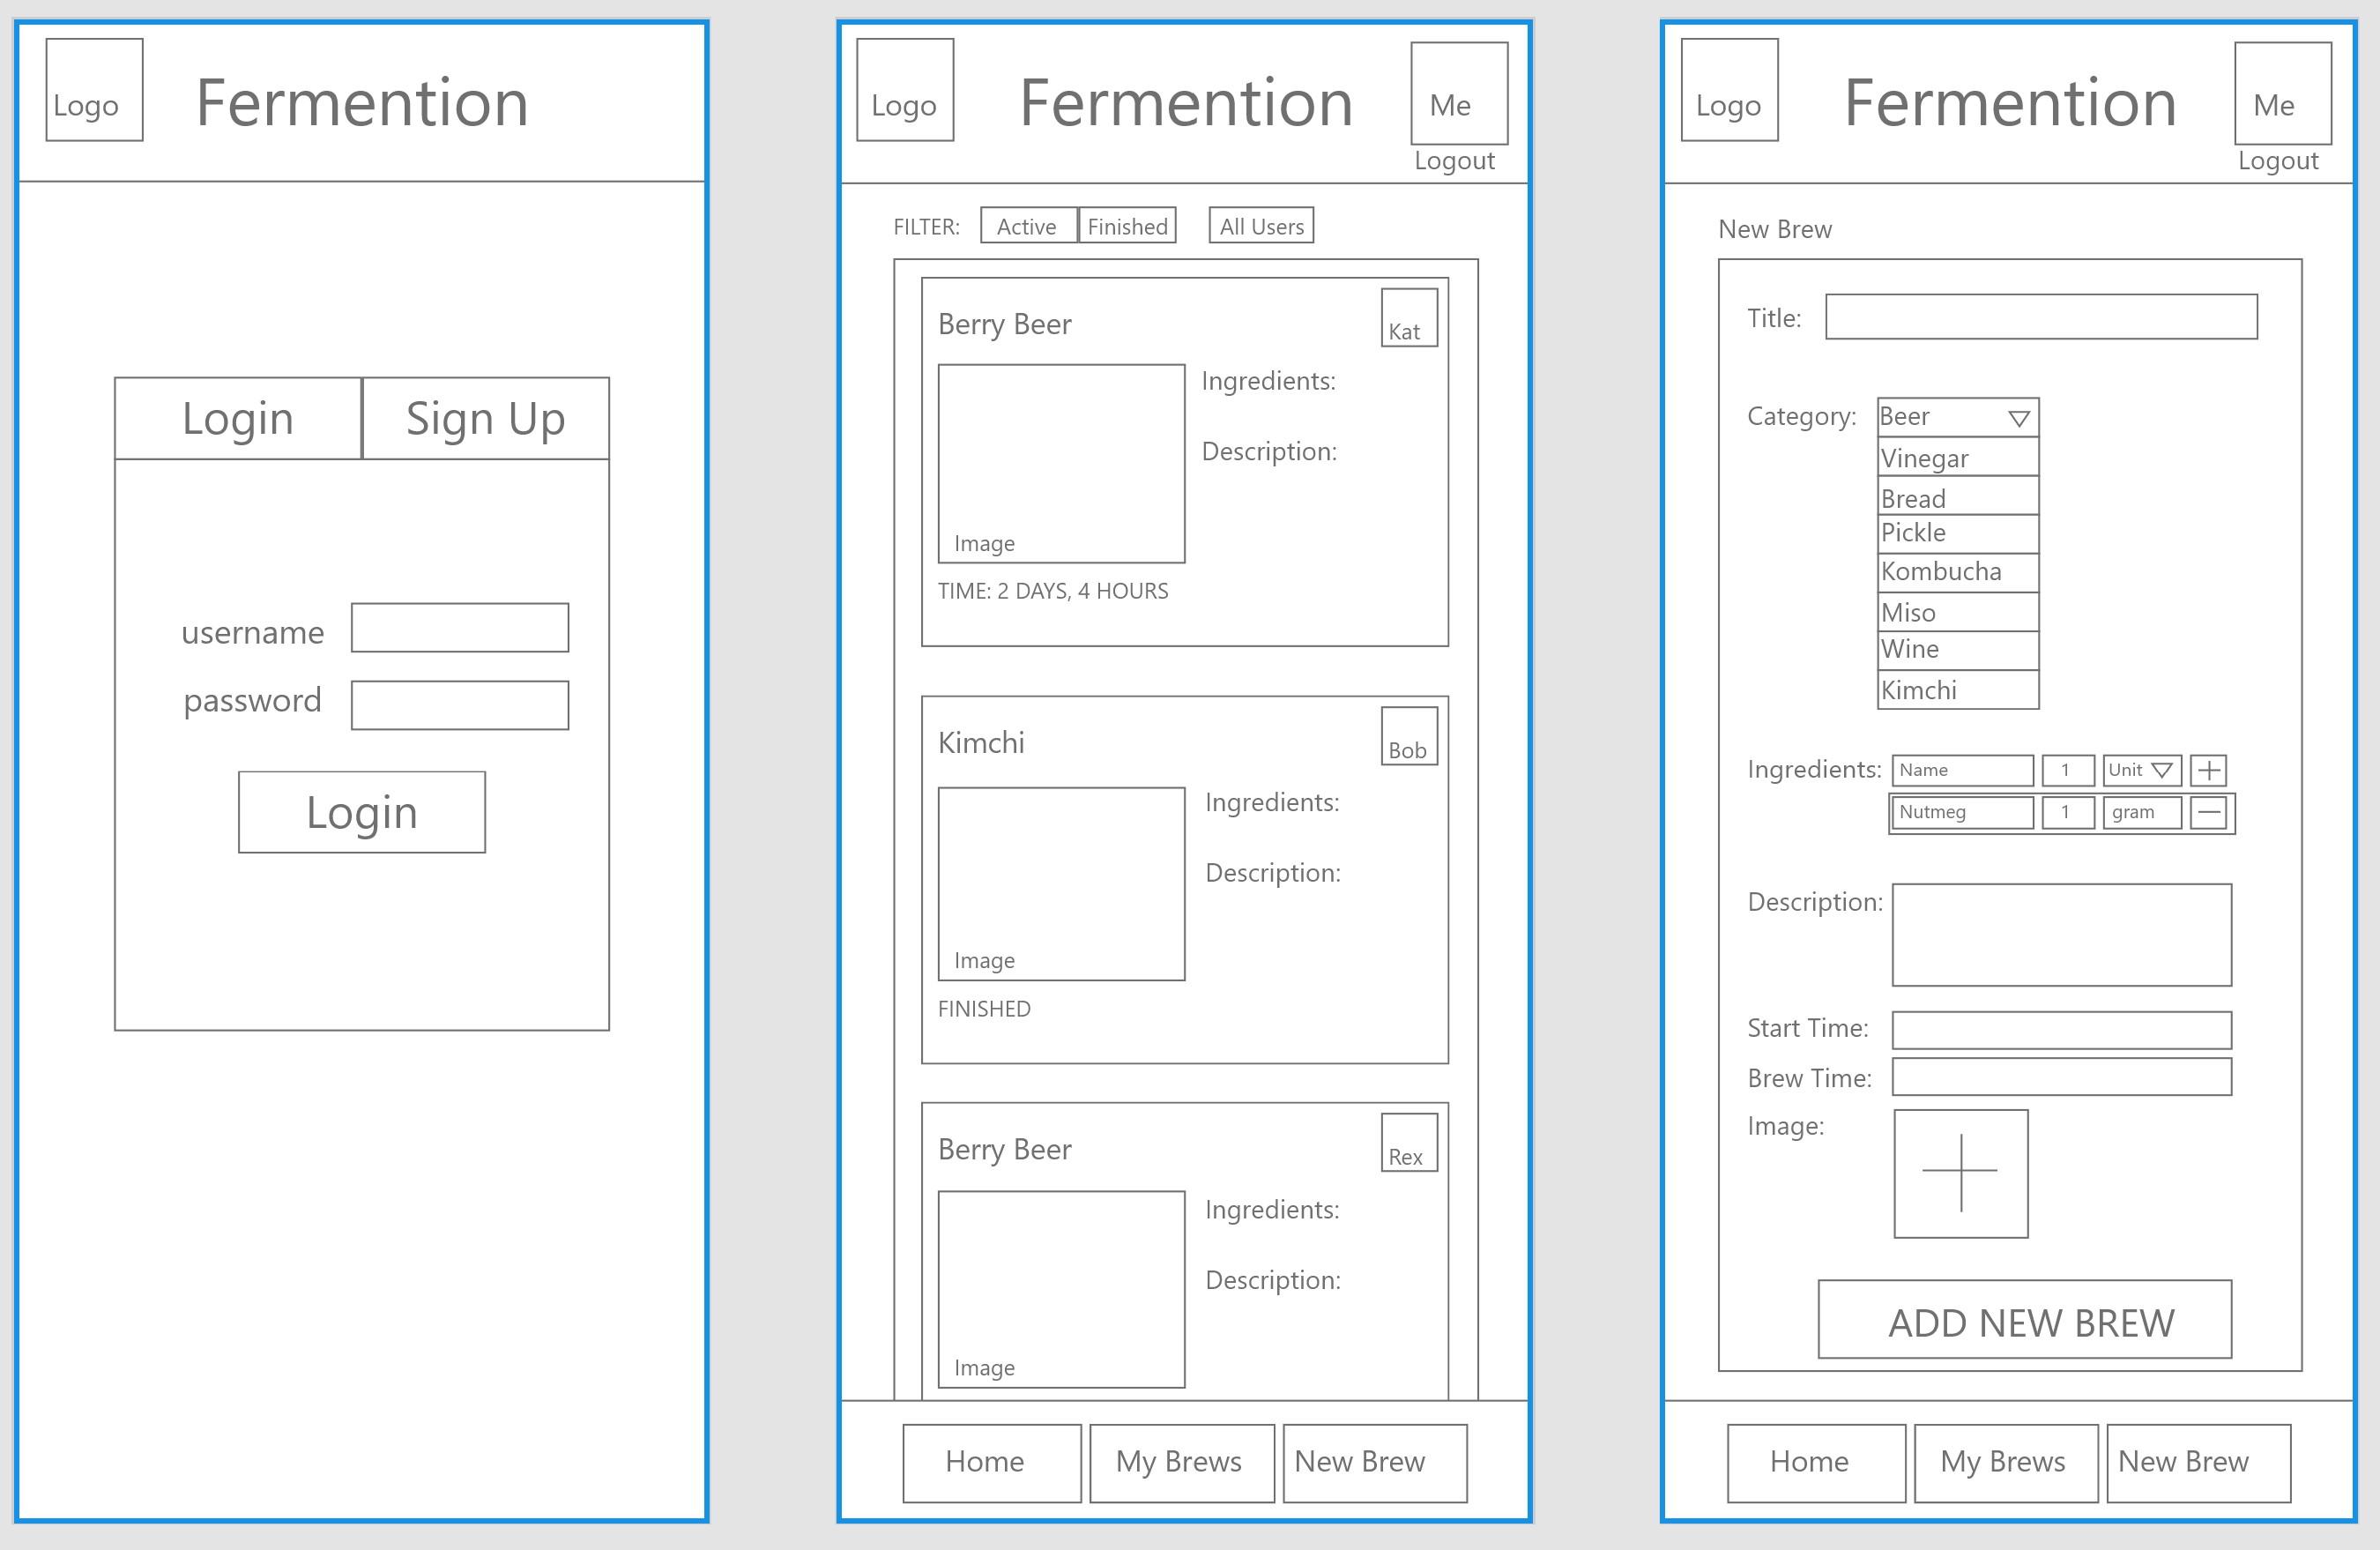 Logo
Fermention
Login
Sign Up
username
password
Login
Logo
Fermention
Me
Logout
FILTER:
Active
Finished
All Users
Berry Beer
Kat
Ingredients:
Description:
Image
TIME: 2 DAYS, 4 HOURS
Kimchi
Bob
Ingredients:
Description:
Image
FINISHED
Berry Beer
Rex
Ingredients:
Description:
Image
Home
My Brews
New Brew
Logo
Fermention
Me
Logout
New Brew
Title:
Category:
Beer
Vinegar
Bread
Pickle
Kombucha
Miso
Wine
Kimchi
Ingredients:
Name
1
Unit
Nutmeg
1
gram
Description:
Start Time:
Brew Time:
Image:
ADD NEW BREW
Home
My Brews
New Brew